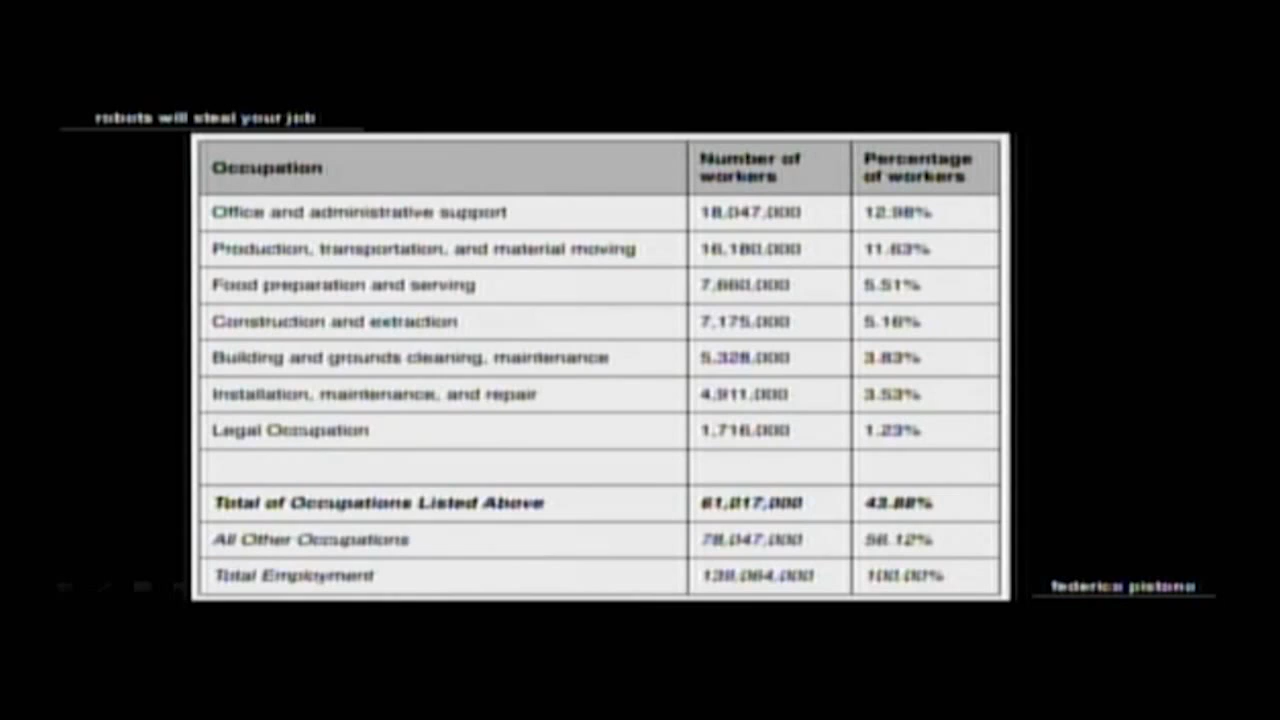 robots will steal your job
Occupation Number of workers Percentage of workers
Office and administrative support 18,047,000 12.98%
Production, transportation, and material moving 16,180,000 11.63%
Food preparation and serving 7,660,000 5.51%
Construction and extraction 7,175,000 5.16%
Building and grounds cleaning, maintenance 5,328,000 3.83%
Installation, maintenance, and repair 4,911,000 3.53%
Legal Occupation 1,716,000 1.23%
Total of Occupations Listed Above 61,017,000 43.88%
All Other Occupations 78,047,000 56.12%
Total Employment 139,064,000 100.00%
federico pistono